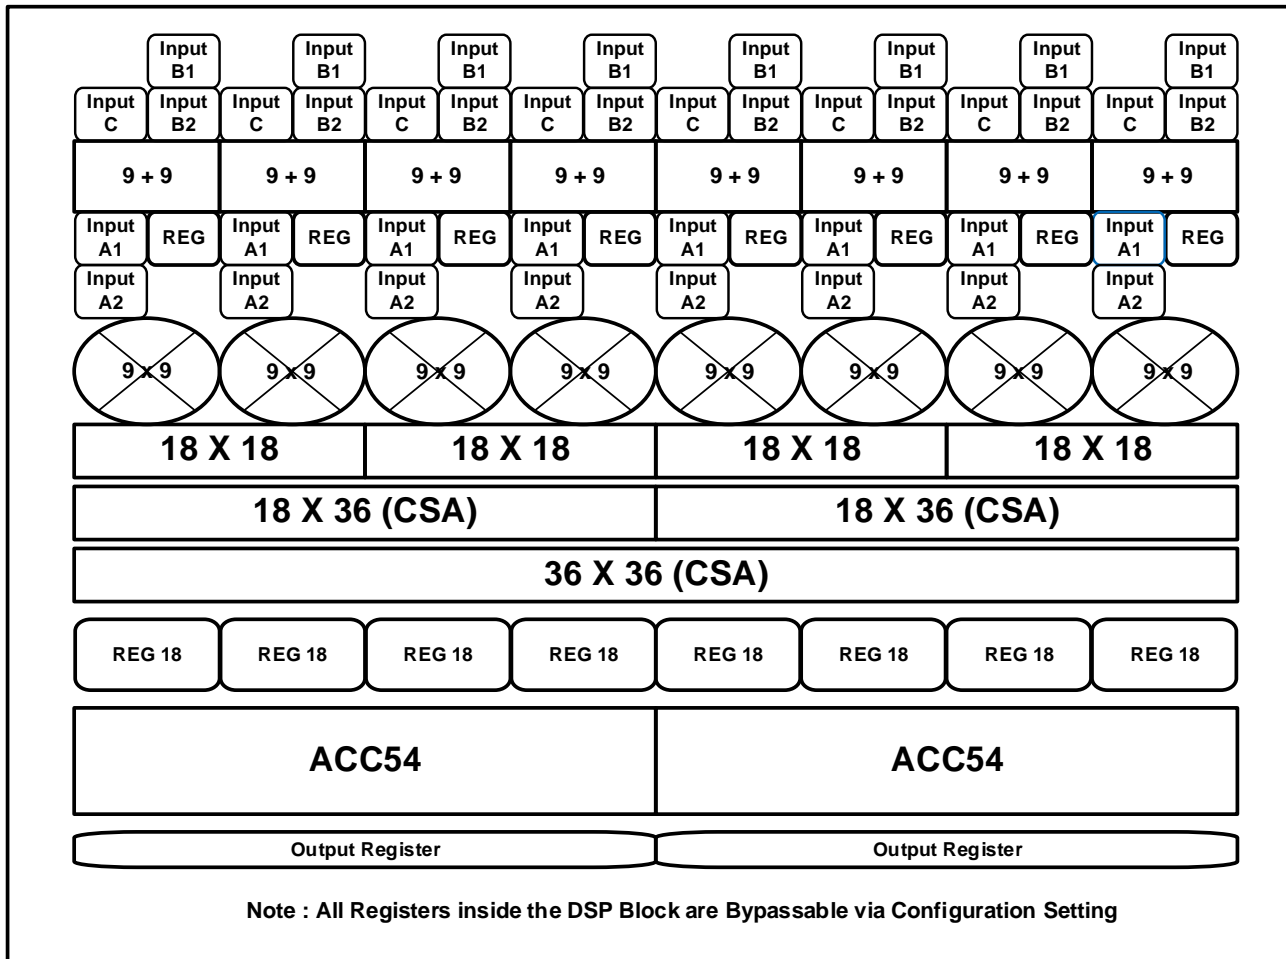 Input Input Input Input Input Input Input Input
B1 B1 B1 B1 B1 B1 B1 B1
Input Input Input Input Input Input Input Input Input Input Input Input Input Input Input Input
C B2 C B2 C B2 C B2 C B2 C B2 C B2 C B2
9 + 9 9 + 9 9 + 9 9 + 9 9 + 9 9 + 9 9 + 9 9 + 9
Input REG Input REG Input REG Input REG Input REG Input REG Input REG Input REG
A1 A1 A1 A1 A1 A1 A1 A1
Input Input Input Input Input Input Input Input
A2 A2 A2 A2 A2 A2 A2 A2
9 x 9 9 x 9 9 x 9 9 x 9 9 x 9 9 x 9 9 x 9 9 x 9
18 X 18 18 X 18 18 X 18 18 X 18
18 X 36 (CSA) 18 X 36 (CSA)
36 X 36 (CSA)
REG 18 REG 18 REG 18 REG 18 REG 18 REG 18 REG 18 REG 18
ACC54 ACC54
Output Register Output Register
Note : All Registers inside the DSP Block are Bypassable via Configuration Setting